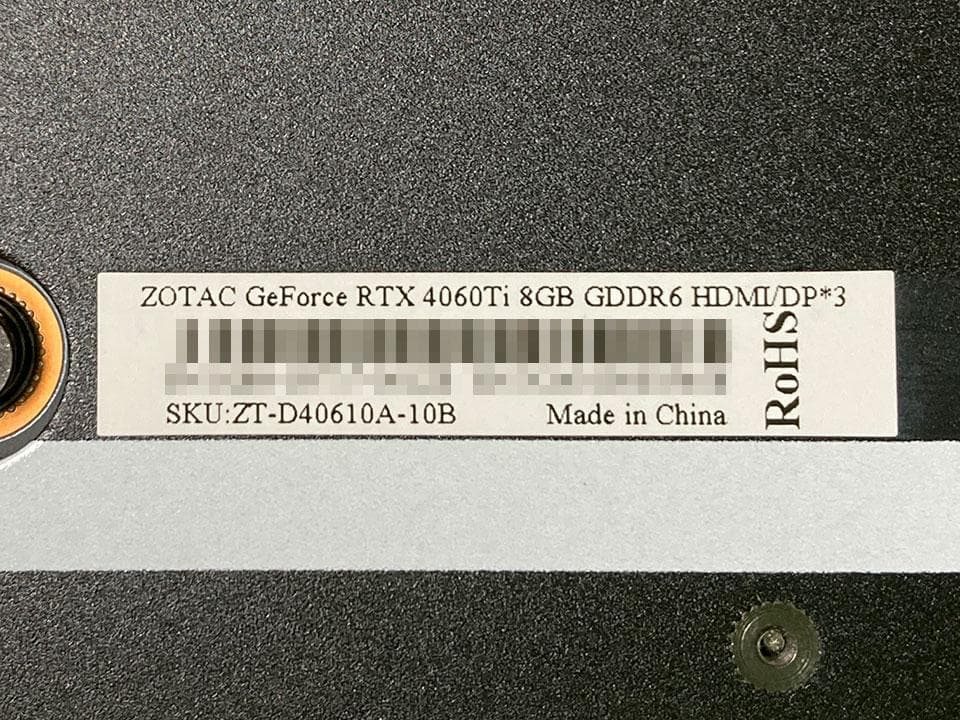 ZOTAC GeForce RTX 4060Ti 8GB GDDR6 HDMI/DP*3
SKU:ZT-D40610A-10B
Made in China
RoHS